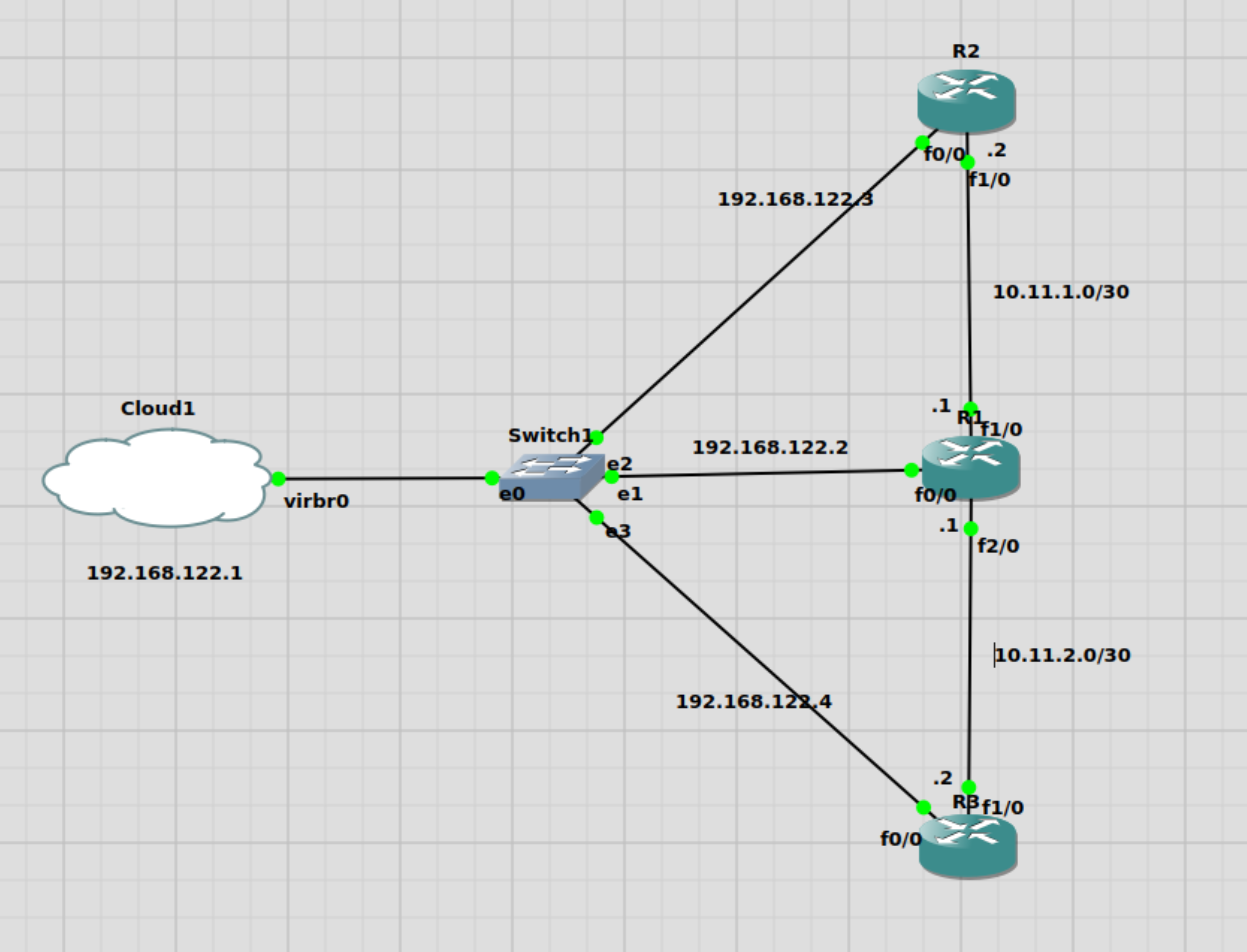 R2
f0/0
.2
f1/0
192.168.122.3
10.11.1.0/30
Cloud1
.1
R1
f1/0
Switch1
192.168.122.2
e2
e0
e1
virbr0
f0/0
e3
.1
f2/0
192.168.122.1
10.11.2.0/30
192.168.122.4
.2
R3
f1/0
f0/0